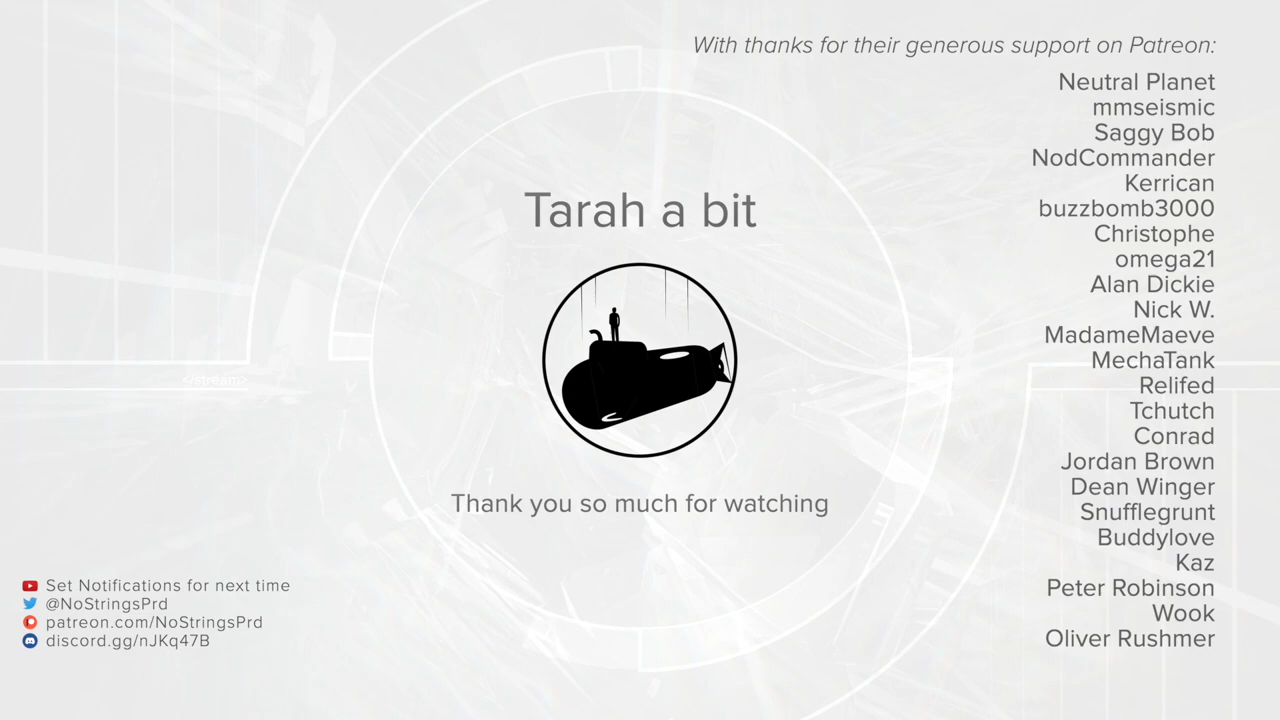 With thanks for their generous support on Patreon:
Neutral Planet
mmseismic
Saggy Bob
NodCommander
Kerrican
buzzbomb3000
Christophe
omega21
Alan Dickie
Nick W.
MadameMaeve
MechaTank
Relifed
Tchutch
Conrad
Jordan Brown
Dean Winger
Snufflegrunt
Buddylove
Kaz
Peter Robinson
Wook
Oliver Rushmer
Tarah a bit
</stream>
Thank you so much for watching
Set Notifications for next time
@NoStringsPrd
patreon.com/NoStringsPrd
discord.gg/nJKq47B